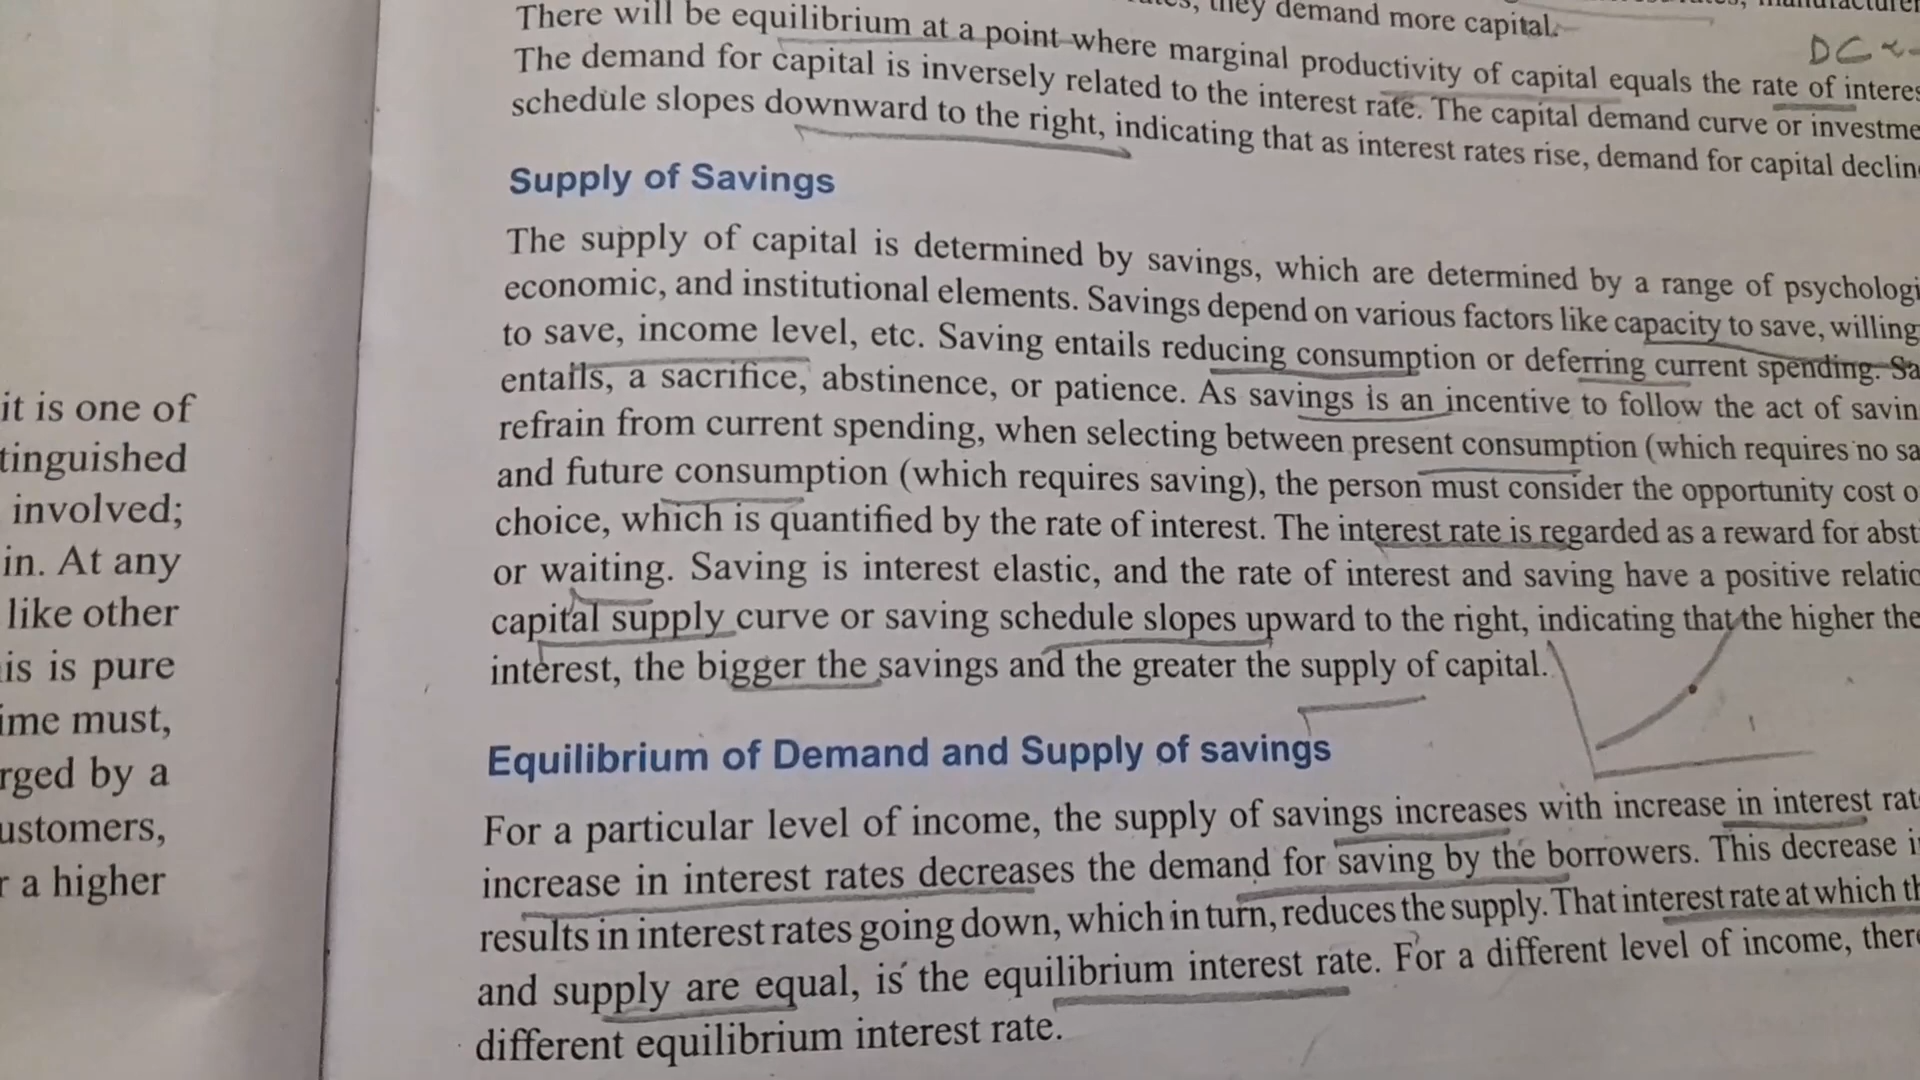 it is one of
tinguished
involved;
in. At any
like other
is is pure
ime must,
rged by a
ustomers,
r a higher
they demand more capital.
There will be equilibrium at a point where marginal productivity of capital equals the rate of interes
The demand for capital is inversely related to the interest rate. The capital demand curve or investme
schedule slopes downward to the right, indicating that as interest rates rise, demand for capital declin
DC
Supply of Savings
The supply of capital is determined by savings, which are determined by a range of psychologi
economic, and institutional elements. Savings depend on various factors like capacity to save, willing
to save, income level, etc. Saving entails reducing consumption or deferring current spending. Sa
entails, a sacrifice, abstinence, or patience. As savings is an incentive to follow the act of savin
refrain from current spending, when selecting between present consumption (which requires no sa
and future consumption (which requires saving), the person must consider the opportunity cost o
choice, which is quantified by the rate of interest. The interest rate is regarded as a reward for abst
or waiting. Saving is interest elastic, and the rate of interest and saving have a positive relatio
capital supply curve or saving schedule slopes upward to the right, indicating that the higher the
interest, the bigger the savings and the greater the supply of capital.
Equilibrium of Demand and Supply of savings
For a particular level of income, the supply of savings increases with increase in interest rat
increase in interest rates decreases the demand for saving by the borrowers. This decrease i
results in interest rates going down, which in turn, reduces the supply. That interest rate at which th
and supply are equal, is the equilibrium interest rate. For a different level of income, there
different equilibrium interest rate.